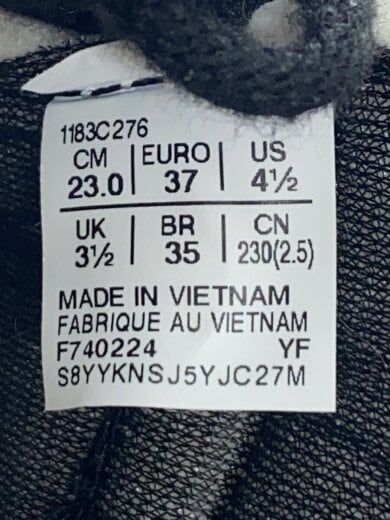 1183C276
CM | EURO | US
23.0 | 37 | 4½
UK | BR | CN
3½ | 35 | 230(2.5)
MADE IN VIETNAM
FABRIQUE AU VIETNAM
F740224 YF
S8YYKNSJ5YJC27M